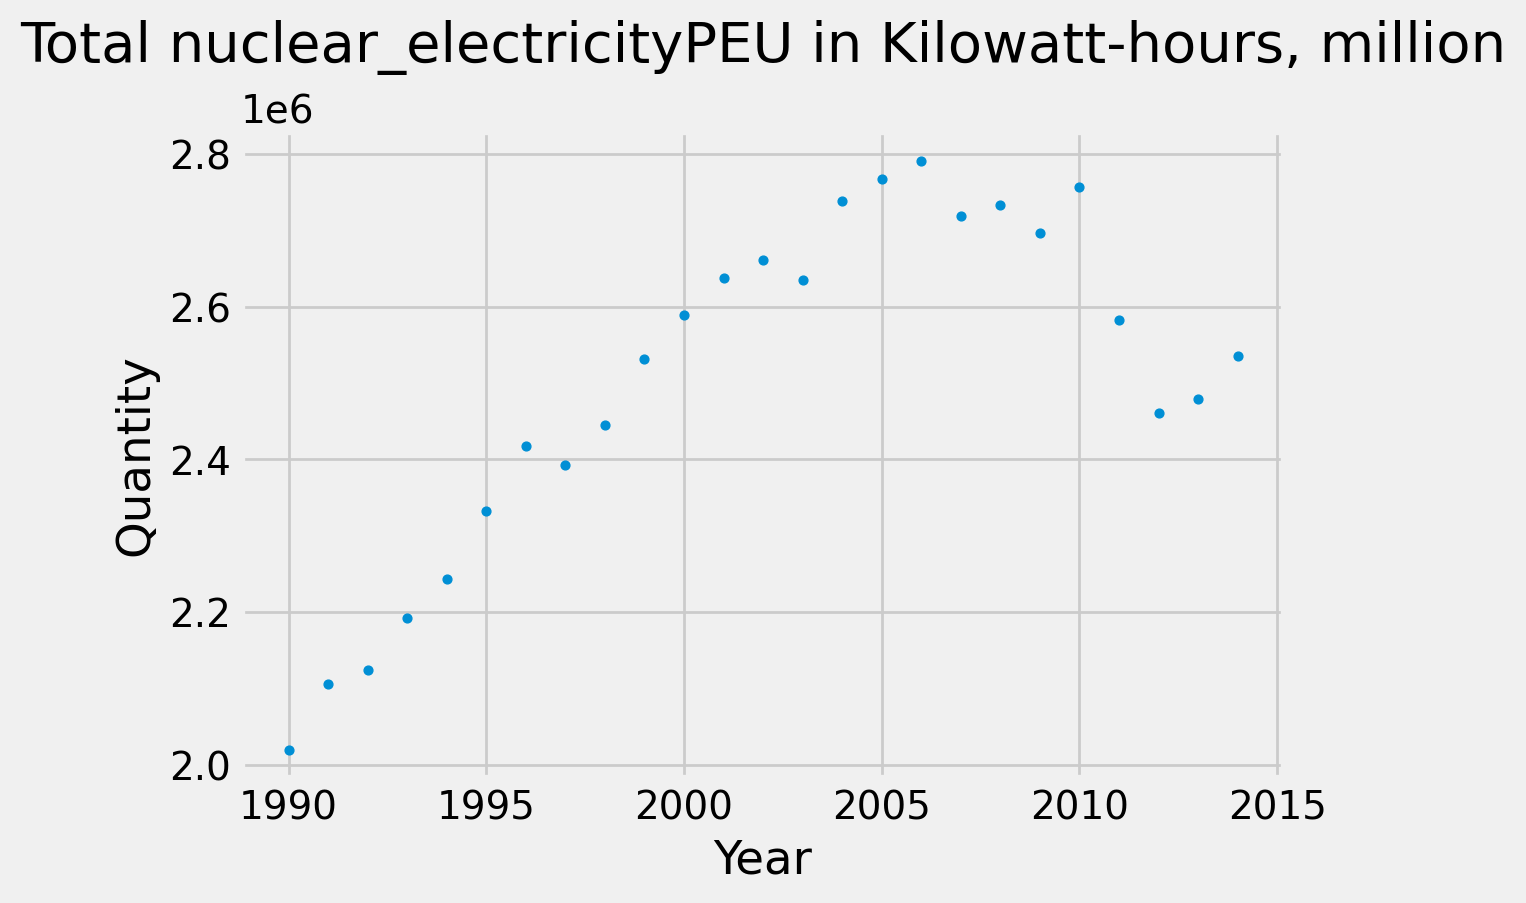 Total nuclear_electricityPEU in Kilowatt-hours, million
1e6
2.8
2.6
2.4
2.2
2.0
Quantity
1990 1995 2000 2005 2010 2015
Year